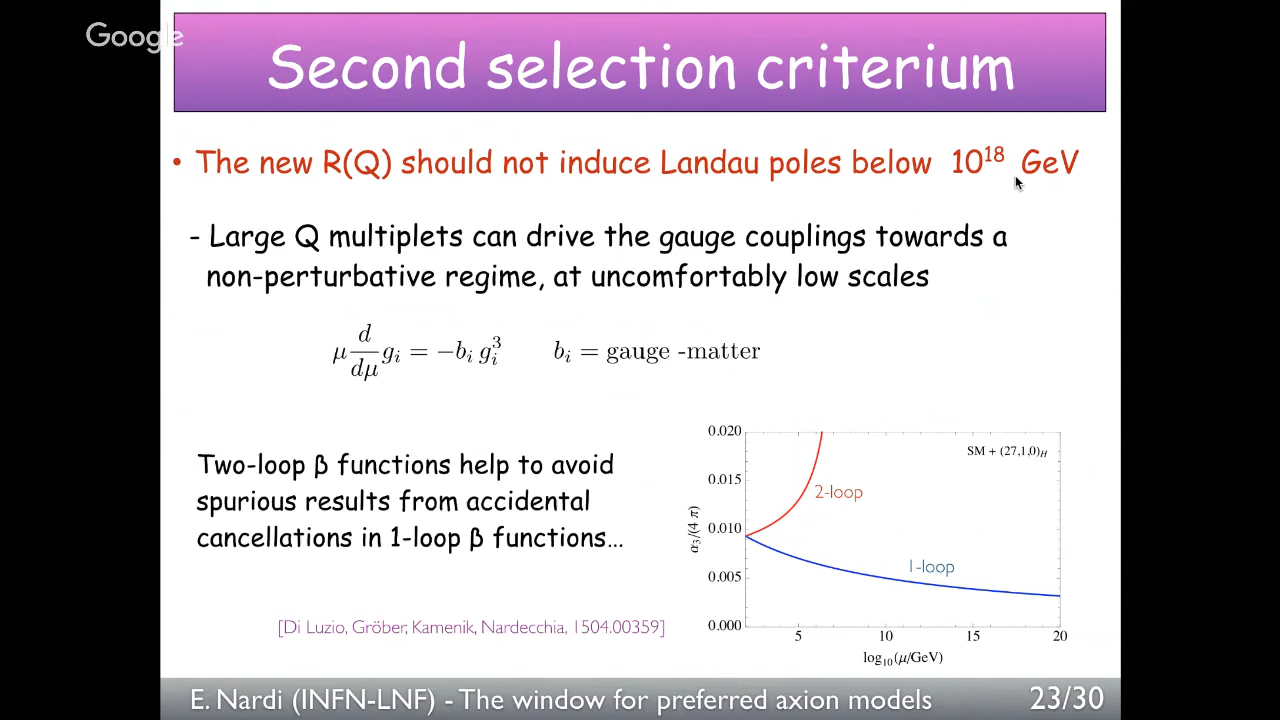 Google
Second selection criterium
• The new R(Q) should not induce Landau poles below 10¹⁸ GeV
- Large Q multiplets can drive the gauge couplings towards a
non-perturbative regime, at uncomfortably low scales
μ d/dμ gᵢ = −bᵢ gᵢ³    bᵢ = gauge -matter
Two-loop β functions help to avoid
spurious results from accidental
cancellations in 1-loop β functions...
[Di Luzio, Gröber, Kamenik, Nardecchia, 1504.00359]
0.020
0.015
0.010
0.005
0.000
α₃/(4 π)
SM + (27,1,0)_H
2-loop
1-loop
5 10 15 20
log₁₀(μ/GeV)
E. Nardi (INFN-LNF) - The window for preferred axion models 23/30